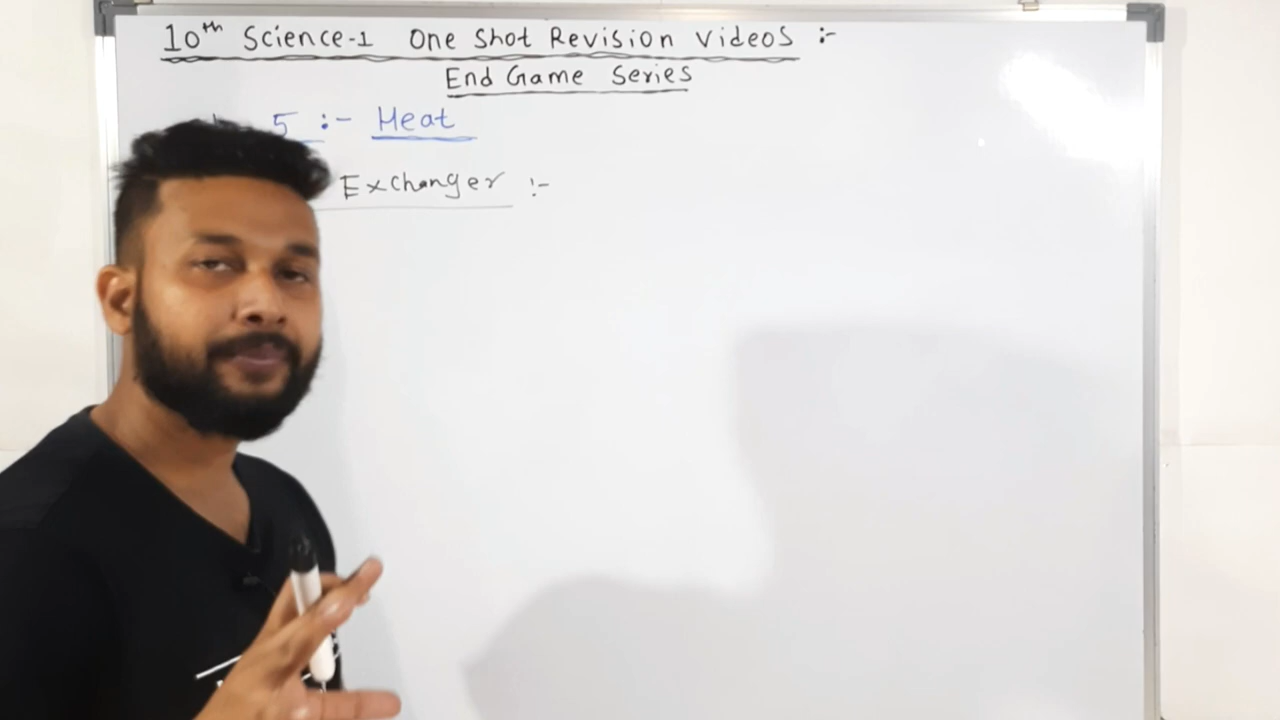 10th Science-1 One Shot Revision Videos :-
End Game Series
5 :- Heat
Exchanger :-